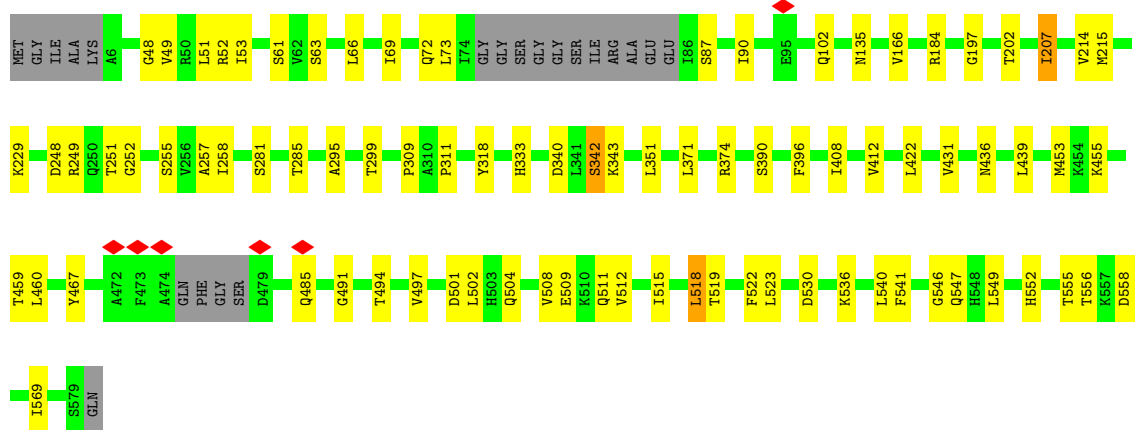 MET GLY ILE ALA LYS A6 G48 V49 R50 L51 R52 I53 S61 V62 S63 L66 I69 Q72 L73 I74 GLY GLY SER GLY GLY SER ILE ARG ALA GLU GLU I86 S87 I90 E95 Q102 N135 V166 R184 G197 T202 I207 V214 M215
K229 D248 R249 Q250 T251 G252 S255 V256 A257 I258 S281 T285 A295 T299 P309 A310 P311 Y318 H333 D340 L341 S342 K343 L351 L371 R374 S390 F396 I408 V412 L422 V431 N436 L439 M453 K454 K455
T459 L460 Y467 A472 F473 A474 GLN PHE GLY SER D479 Q485 G491 T494 V497 D501 L502 H503 Q504 V508 E509 K510 Q511 V512 I515 L518 T519 F522 L523 D530 K536 L540 F541 G546 Q547 H548 L549 H552 T555 T556 K557 D558
I569 S579 GLN